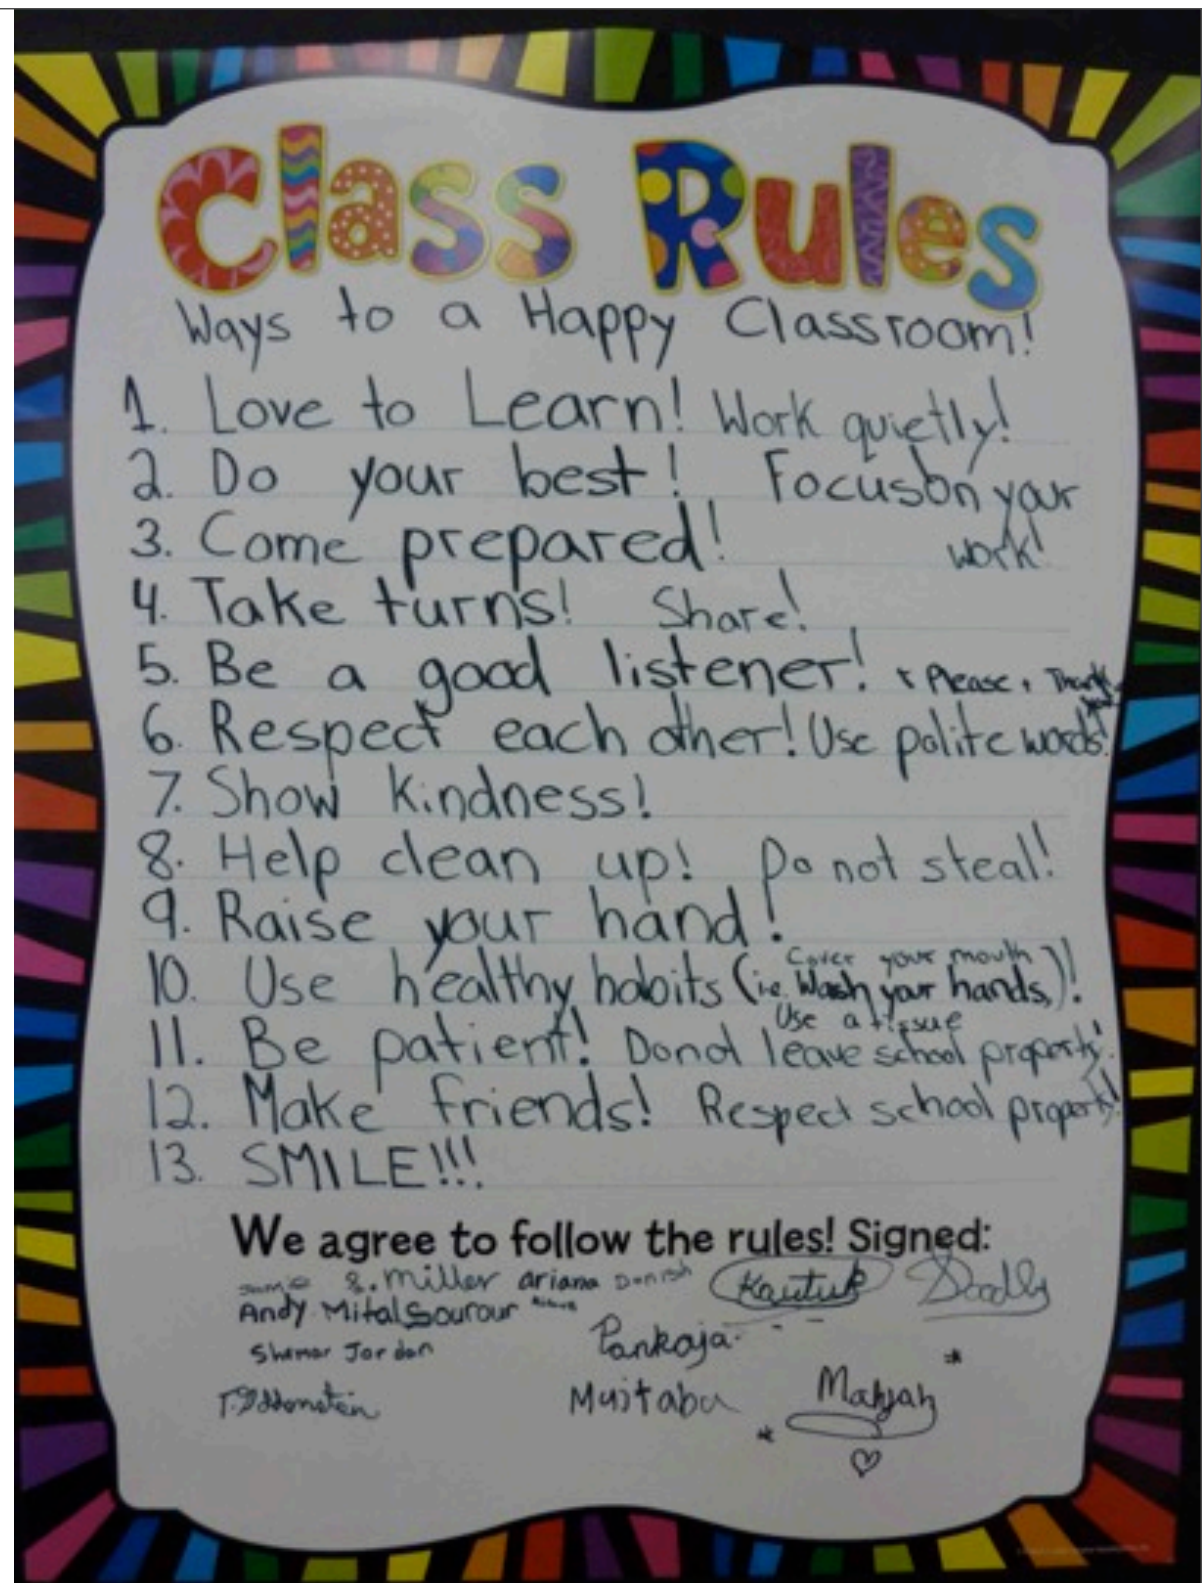 Class Rules
Ways to a Happy Classroom!
1. Love to Learn! Work quietly!
2. Do your best! Focus on your
work!
3. Come prepared!
4. Take turns! Share!
5. Be a good listener!
+ Please + Thank
you!
6. Respect each other! Use polite words!
7. Show kindness!
8. Help clean up! Do not steal!
9. Raise your hand!
Cover your mouth
10. Use healthy habits (i.e. Wash your hands,)!
Use a tissue
11. Be patient! Do not leave school property!
12. Make friends! Respect school property!
13. SMILE!!!
We agree to follow the rules! Signed:
S. Miller ariana Danish Kautuk
Andy Mital Sourour
Shamar Jordan Pankaja
Mujtaba Mahjah